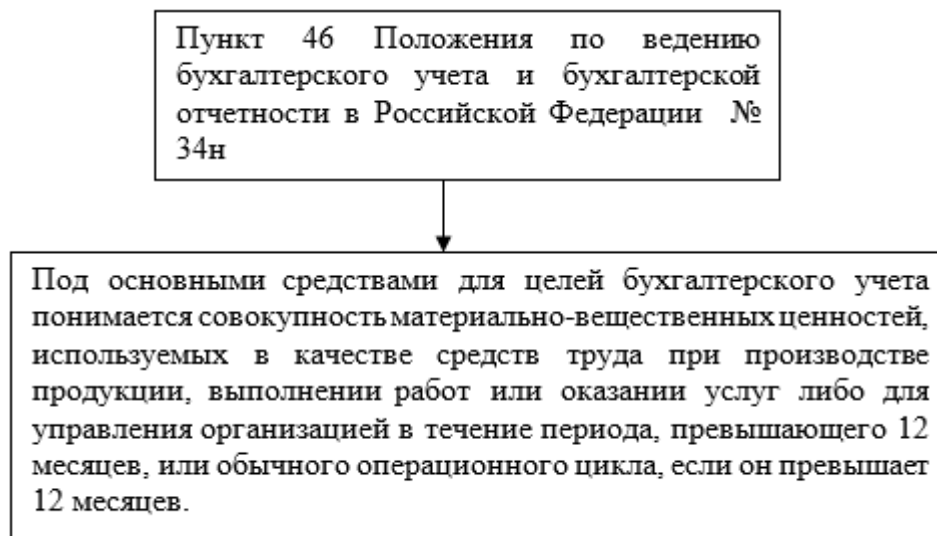 Пункт 46 Положения по ведению
бухгалтерского учета и бухгалтерской
отчетности в Российской Федерации №
34н
Под основными средствами для целей бухгалтерского учета
понимается совокупность материально-вещественных ценностей,
используемых в качестве средств труда при производстве
продукции, выполнении работ или оказании услуг либо для
управления организацией в течение периода, превышающего 12
месяцев, или обычного операционного цикла, если он превышает
12 месяцев.